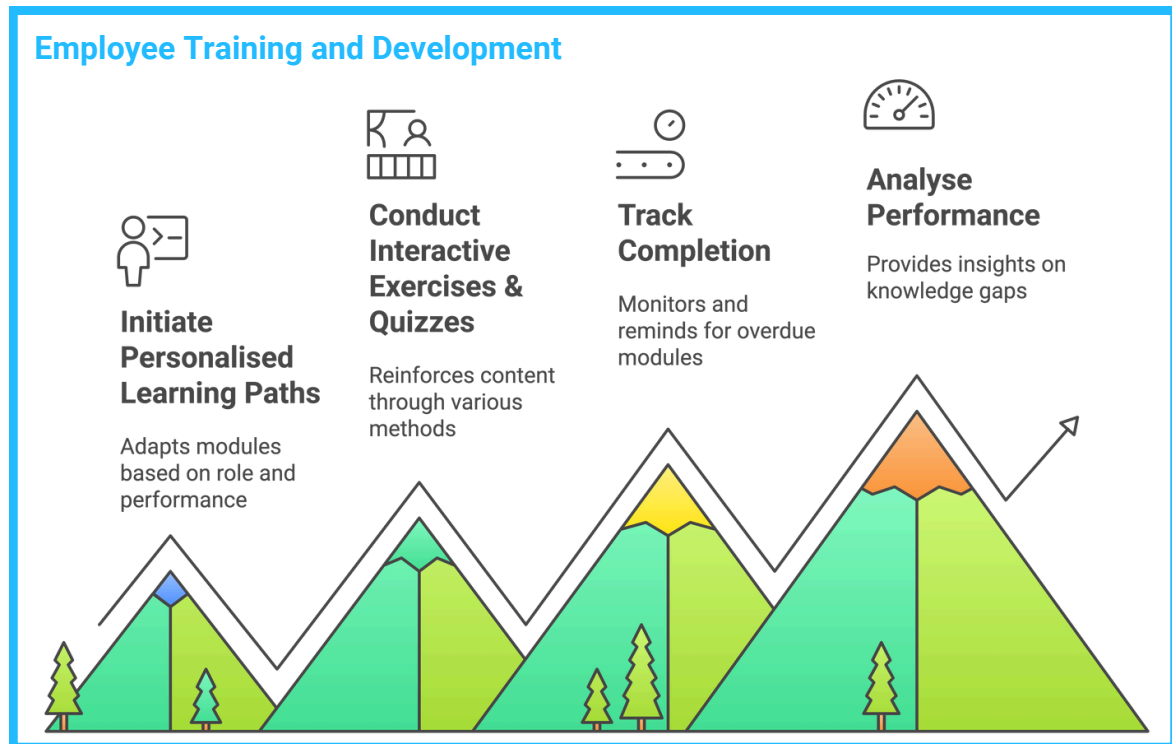 Employee Training and Development
Initiate
Personalised
Learning Paths
Adapts modules
based on role and
performance
Conduct
Interactive
Exercises &
Quizzes
Reinforces content
through various
methods
Track
Completion
Monitors and
reminds for overdue
modules
Analyse
Performance
Provides insights on
knowledge gaps